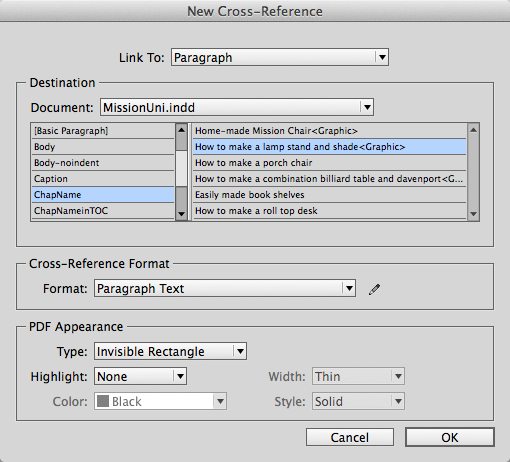 New Cross-Reference
Link To: Paragraph
Destination
Document: MissionUni.indd
[Basic Paragraph]
Body
Body-noindent
Caption
ChapName
ChapNameinTOC
Home-made Mission Chair<Graphic>
How to make a lamp stand and shade<Graphic>
How to make a porch chair
How to make a combination billiard table and davenport<G...
Easily made book shelves
How to make a roll top desk
Cross-Reference Format
Format: Paragraph Text
PDF Appearance
Type: Invisible Rectangle
Highlight: None Width: Thin
Color: Black Style: Solid
Cancel OK